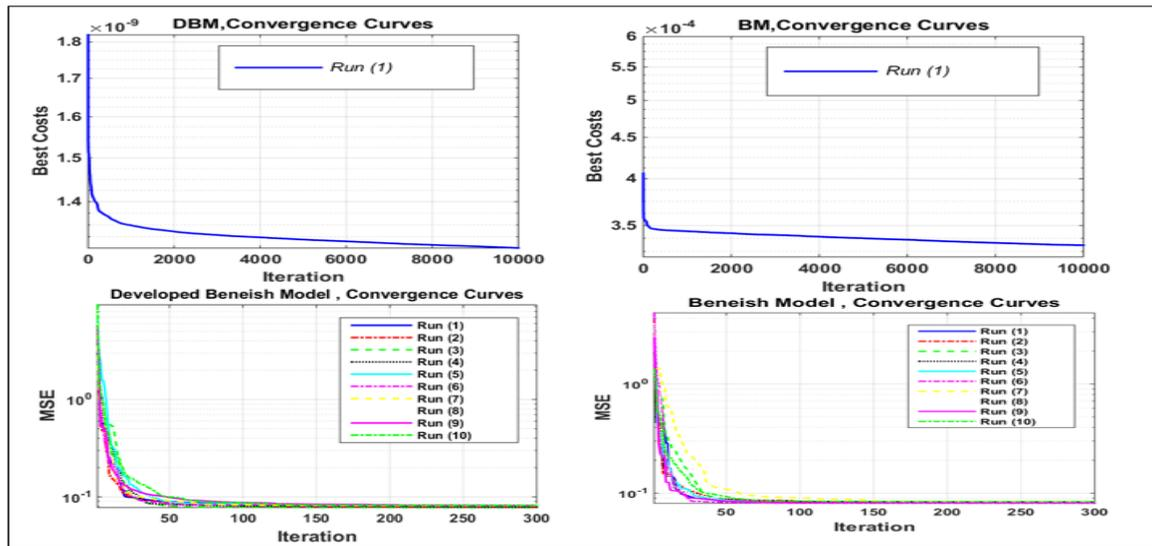 ×10⁻⁹ DBM,Convergence Curves
1.8
1.7
1.6
1.5
1.4
Best Costs
Run (1)
0 2000 4000 6000 8000 10000
Iteration
×10⁻⁴ BM,Convergence Curves
6
5.5
5
4
3.5
Best Costs
Run (1)
0 2000 4000 6000 8000 10000
Iteration
Developed Beneish Model , Convergence Curves
10⁰
10⁻¹
MSE
Run (1)
Run (2)
Run (3)
Run (4)
Run (5)
Run (6)
Run (7)
Run (8)
Run (9)
Run (10)
50 100 150 200 250 300
Iteration
Beneish Model , Convergence Curves
10⁰
10⁻¹
MSE
Run (1)
Run (2)
Run (3)
Run (4)
Run (5)
Run (6)
Run (7)
Run (8)
Run (9)
Run (10)
50 100 150 200 250 300
Iteration